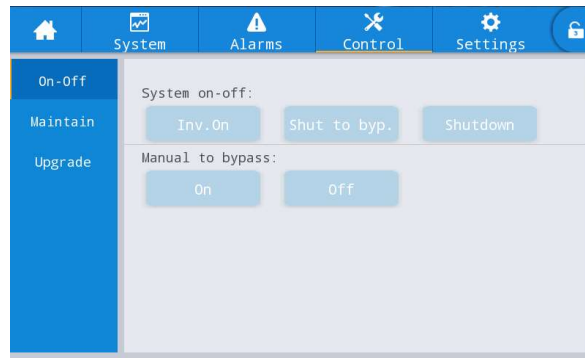 System Alarms Control Settings
On-Off
Maintain
Upgrade
System on-off:
Inv.On Shut to byp. Shutdown
Manual to bypass:
On Off